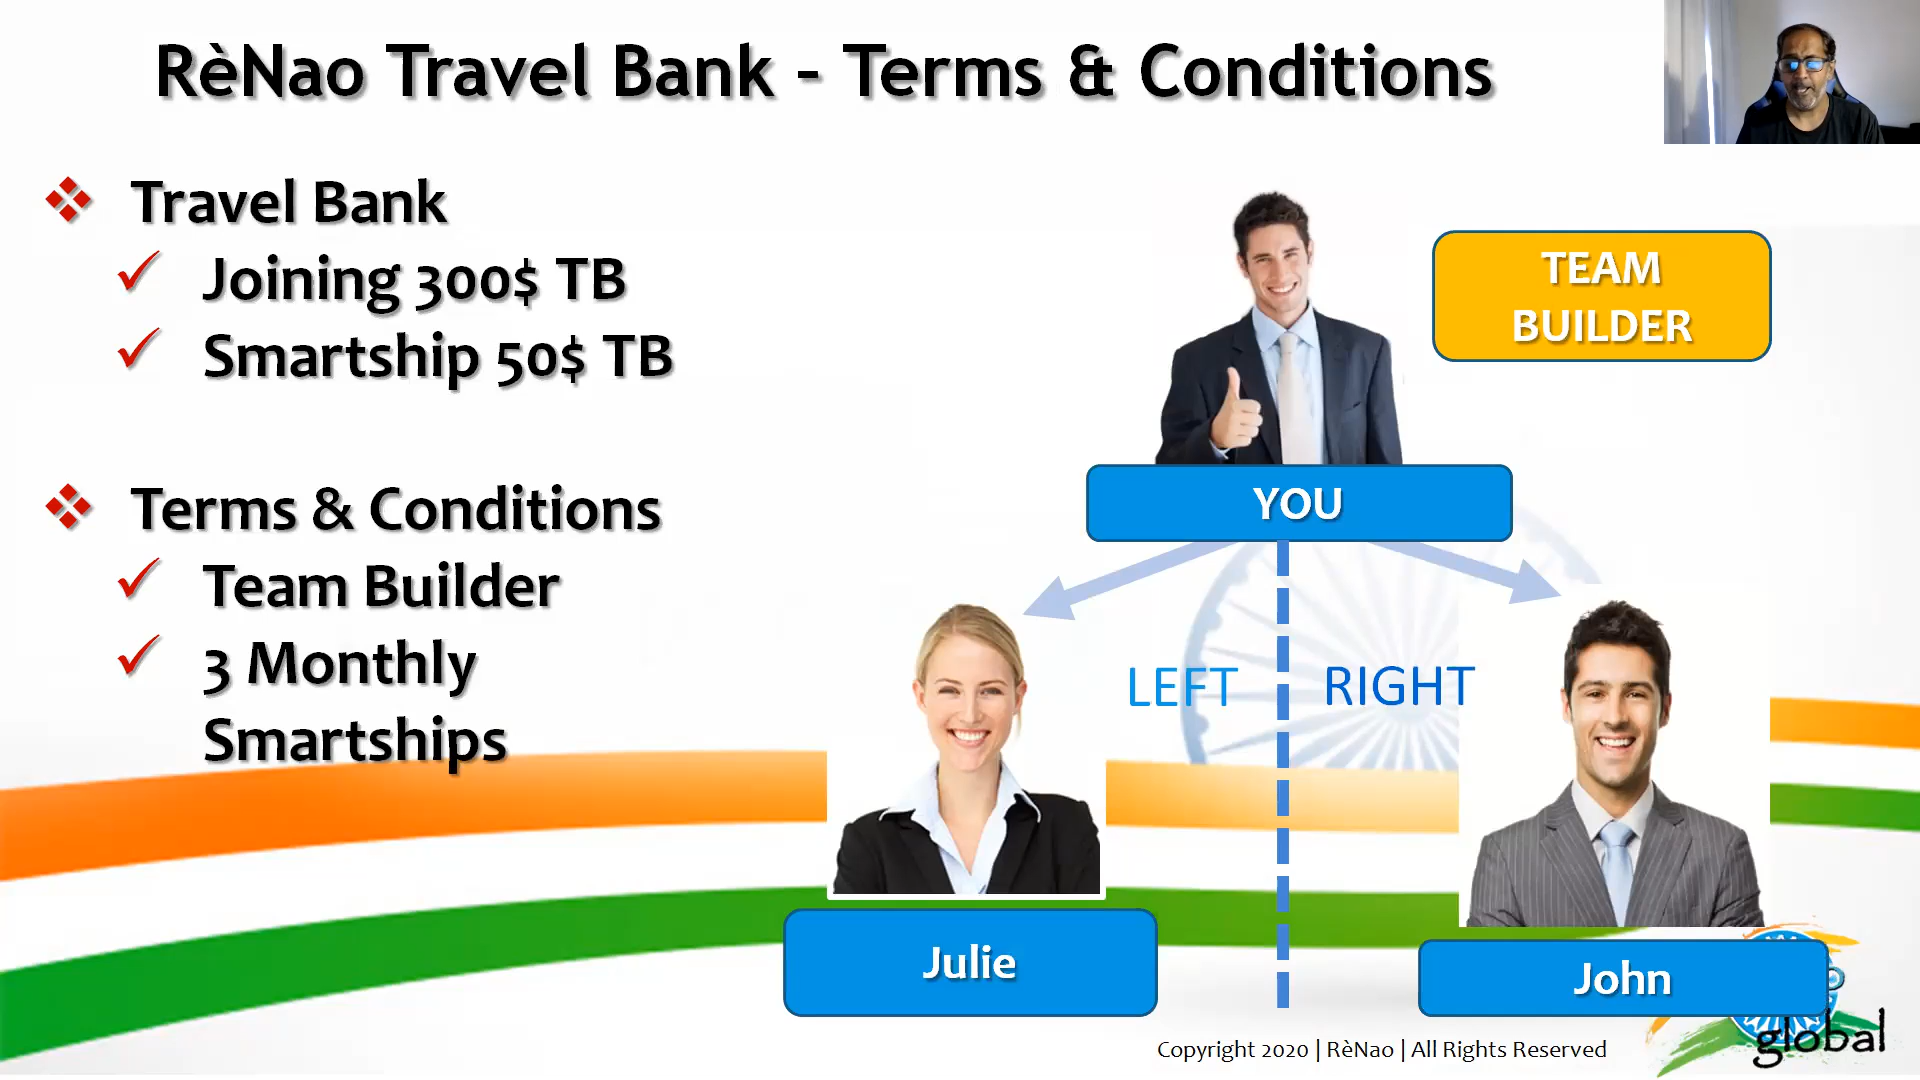 RèNao Travel Bank - Terms & Conditions
Travel Bank
Joining 300$ TB
Smartship 50$ TB
Terms & Conditions
Team Builder
3 Monthly
Smartships
TEAM
BUILDER
YOU
LEFT
RIGHT
Julie
John
global
Copyright 2020 | RèNao | All Rights Reserved